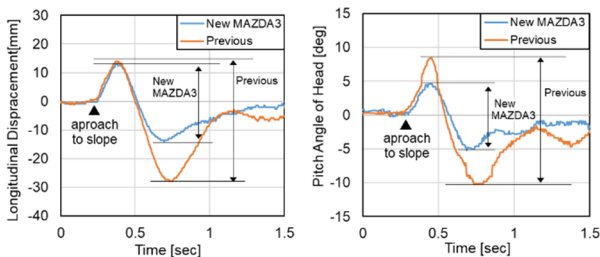 Longitudinal Dispracement[mm]
20
10
0
-10
-20
-30
-40
New MAZDA3
Previous
New
MAZDA3
Previous
aproach
to slope
0
0.5
1
1.5
Time [sec]
Pitch Angle of Head [deg]
15
10
5
0
-5
-10
-15
New MAZDA3
Previous
New
MAZDA3
Previous
aproach
to slope
0
0.5
1
1.5
Time [sec]